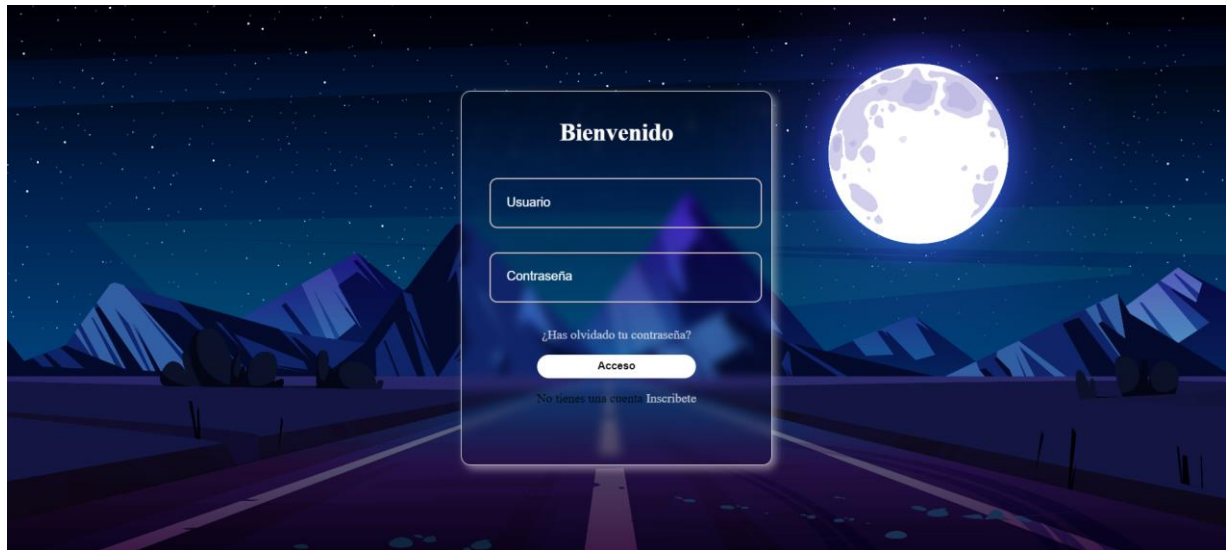 Bienvenido
Usuario
Contraseña
¿Has olvidado tu contraseña?
Acceso
No tienes una cuenta Inscribete